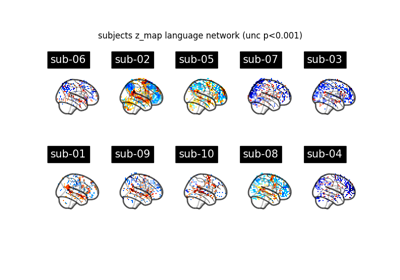 subjects z_map language network (unc p<0.001)
sub-06 sub-02 sub-05 sub-07 sub-03
sub-01 sub-09 sub-10 sub-08 sub-04